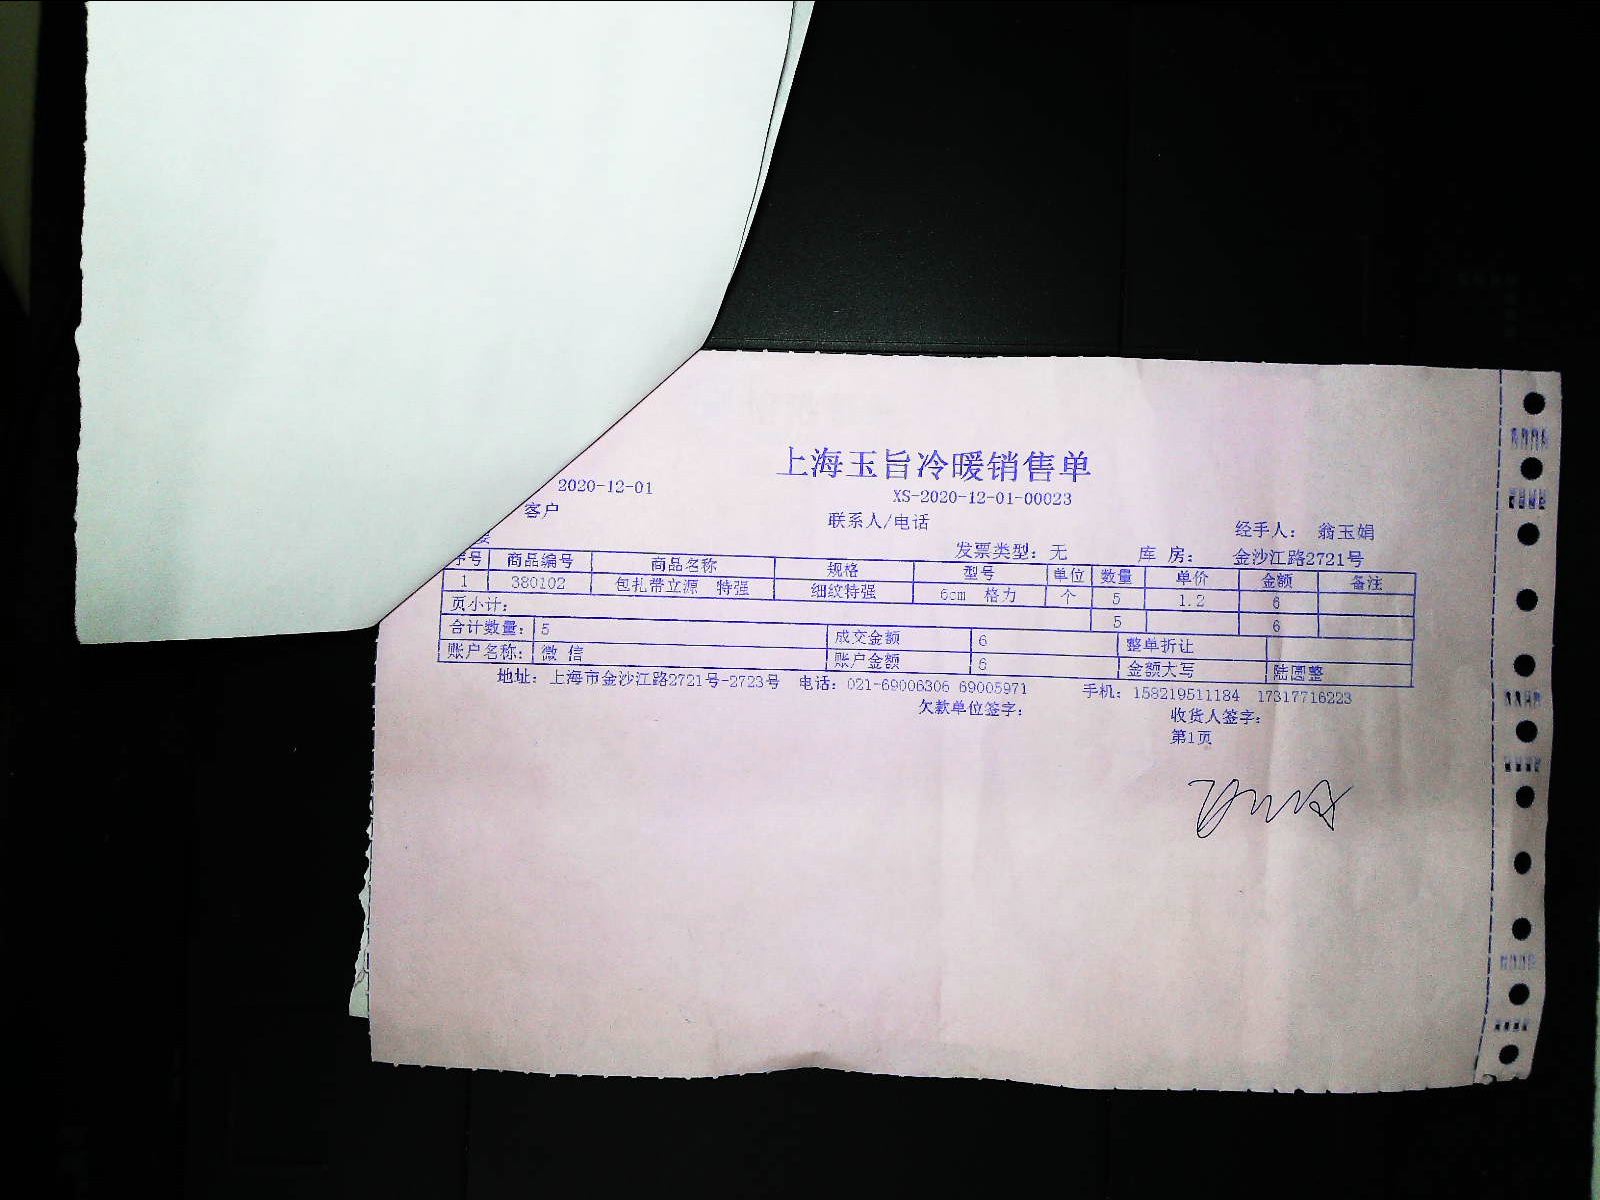 上海玉旨冷暖销售单
2020-12-01 XS-2020-12-01-00023
客户 联系人/电话 经手人： 翁玉娟
发票类型：无 库 房： 金沙江路2721号
序号 商品编号 商品名称 规格 型号 单位 数量 单价 金额 备注
1 380102 包扎带立源 特强 细纹特强 6cm 格力 个 5 1.2 6
页小计： 5 6
合计数量： 5 成交金额 6 整单折让
账户名称： 微 信 账户金额 6 金额大写 陆圆整
地址：上海市金沙江路2721号-2723号 电话：021-69006306 69005971 手机：158219511184 17317716223
欠款单位签字： 收货人签字：
第1页